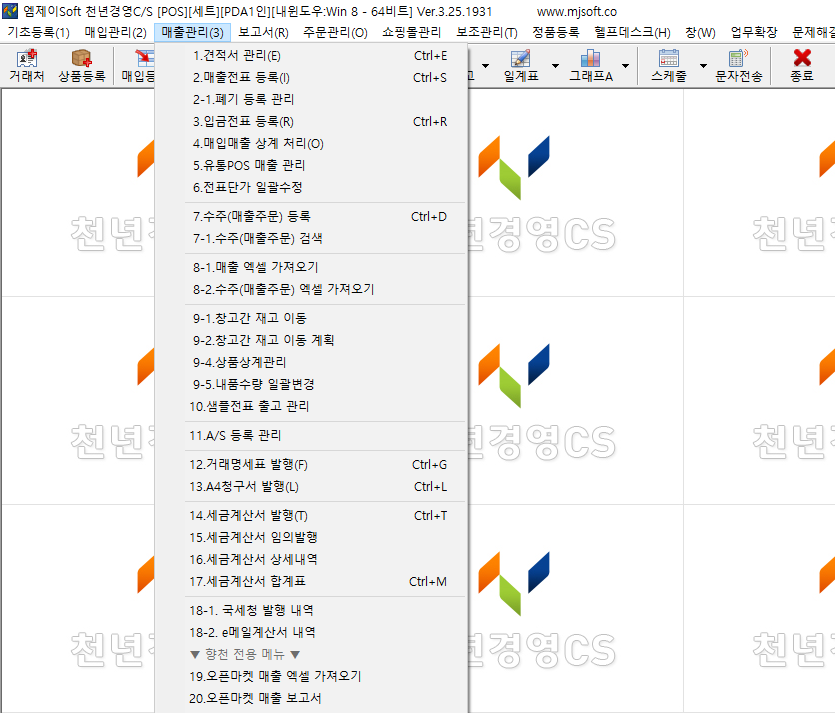 엠제이Soft 천년경영C/S [POS][세트][PDA1인][내윈도우:Win 8 - 64비트] Ver.3.25.1931 www.mjsoft.co
기초등록(1) 매입관리(2) 매출관리(3) 보고서(R) 주문관리(O) 쇼핑몰관리 보조관리(T) 정품등록 헬프데스크(H) 창(W) 업무확장 문제해
거래처 상품등록 매입등 고 일계표 그래프A 스케줄 문자전송 종료
1.견적서 관리(E) Ctrl+E
2.매출전표 등록(I) Ctrl+S
2-1.폐기 등록 관리
3.입금전표 등록(R) Ctrl+R
4.매입매출 상계 처리(O)
5.유통POS 매출 관리
6.전표단가 일괄수정
7.수주(매출주문) 등록 Ctrl+D
7-1.수주(매출주문) 검색
8-1.매출 엑셀 가져오기
8-2.수주(매출주문) 엑셀 가져오기
9-1.창고간 재고 이동
9-2.창고간 재고 이동 계획
9-4.상품상계관리
9-5.내품수량 일괄변경
10.샘플전표 출고 관리
11.A/S 등록 관리
12.거래명세표 발행(F) Ctrl+G
13.A4청구서 발행(L) Ctrl+L
14.세금계산서 발행(T) Ctrl+T
15.세금계산서 임의발행
16.세금계산서 상세내역
17.세금계산서 합계표 Ctrl+M
18-1. 국세청 발행 내역
18-2. e메일계산서 내역
▼ 향천 전용 메뉴 ▼
19.오픈마켓 매출 엑셀 가져오기
20.오픈마켓 매출 보고서
천년경 년경영CS 천년
천년경 년경영CS 천년
천년경 년경영CS 천년